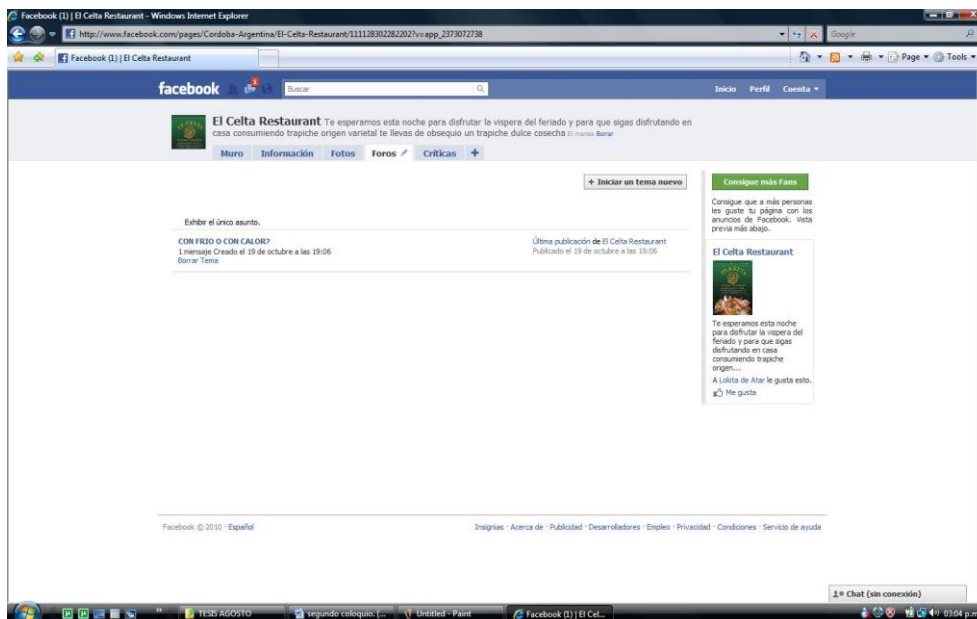 Facebook (1) | El Celta Restaurant - Windows Internet Explorer
http://www.facebook.com/pages/Cordoba-Argentina/El-Celta-Restaurant/111128302282202?v=app_2373072738
Google
Facebook (1) | El Celta Restaurant
Page
Tools
facebook
1
Buscar
Inicio Perfil Cuenta
El Celta Restaurant Te esperamos esta noche para disfrutar la vispera del feriado y para que sigas disfrutando en
casa consumiendo trapiche origen varietal te llevas de obsequio un trapiche dulce cosecha El martes Borrar
Muro Información Fotos Foros Críticas +
+ Iniciar un tema nuevo
Exhibir el único asunto.
CON FRIO O CON CALOR?
1 mensaje Creado el 19 de octubre a las 19:06
Borrar Tema
Última publicación de El Celta Restaurant
Publicado el 19 de octubre a las 19:06
Consigue más Fans
Consigue que a más personas
les guste tu página con los
anuncios de Facebook. Vista
previa más abajo.
El Celta Restaurant
Te esperamos esta noche
para disfrutar la vispera del
feriado y para que sigas
disfrutando en casa
consumiendo trapiche
origen...
A Lokita de Atar le gusta esto.
Me gusta
Facebook © 2010 · Español
Insignias · Acerca de · Publicidad · Desarrolladores · Empleo · Privacidad · Condiciones · Servicio de ayuda
Chat (sin conexión)
TESIS AGOSTO
segundo coloquio. [...
Untitled - Paint
Facebook (1) | El Cel...
03:04 p.m.